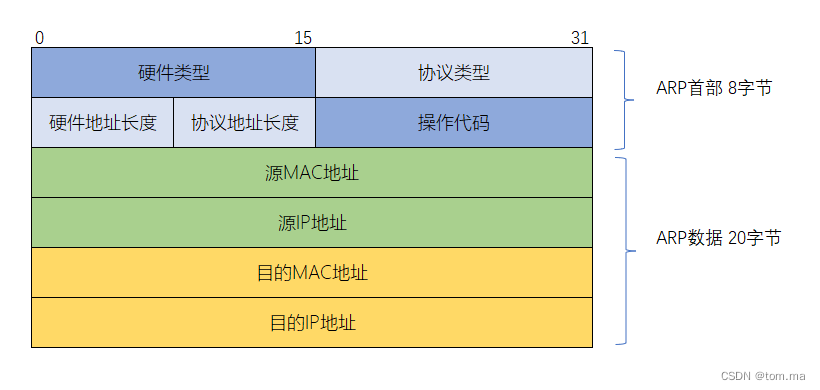 0 15 31
硬件类型 协议类型
ARP首部 8字节
硬件地址长度 协议地址长度 操作代码
源MAC地址
源IP地址
ARP数据 20字节
目的MAC地址
目的IP地址
CSDN @tom.ma